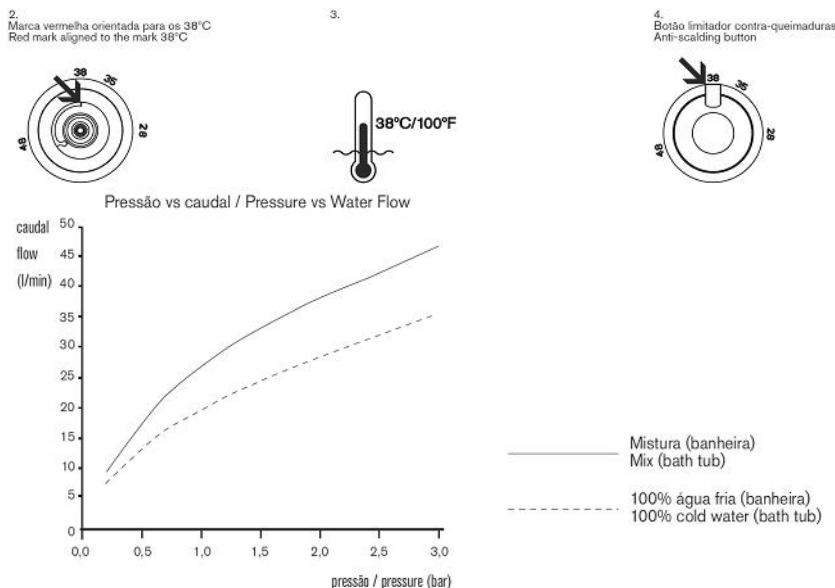 2.
Marca vermelha orientada para os 38°C
Red mark aligned to the mark 38°C
38
35
28
48
3.
38°C/100°F
4.
Botão limitador contra-queimaduras
Anti-scalding button
38
35
28
48
Pressão vs caudal / Pressure vs Water Flow
caudal
flow
(l/min)
50
45
40
35
30
25
20
15
10
5
0
0,0 0,5 1,0 1,5 2,0 2,5 3,0
pressão / pressure (bar)
Mistura (banheira)
Mix (bath tub)
100% água fria (banheira)
100% cold water (bath tub)